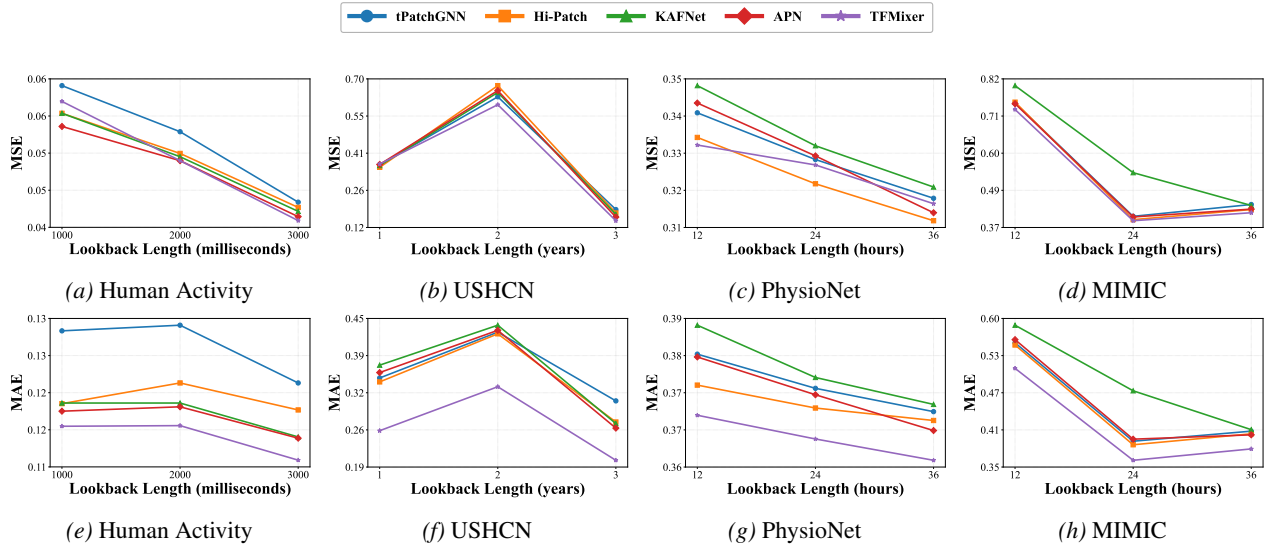 tPatchGNN Hi-Patch KAFNet APN TFMixer
MSE
0.06
0.06
0.05
0.05
0.04
1000 2000 3000
Lookback Length (milliseconds)
(a) Human Activity
MSE
0.70
0.55
0.41
0.26
0.12
1 2 3
Lookback Length (years)
(b) USHCN
MSE
0.35
0.34
0.33
0.32
0.31
12 24 36
Lookback Length (hours)
(c) PhysioNet
MSE
0.82
0.71
0.60
0.49
0.37
12 24 36
Lookback Length (hours)
(d) MIMIC
MAE
0.13
0.13
0.12
0.12
0.11
1000 2000 3000
Lookback Length (milliseconds)
(e) Human Activity
MAE
0.45
0.39
0.32
0.26
0.19
1 2 3
Lookback Length (years)
(f) USHCN
MAE
0.39
0.38
0.37
0.37
0.36
12 24 36
Lookback Length (hours)
(g) PhysioNet
MAE
0.60
0.53
0.47
0.41
0.35
12 24 36
Lookback Length (hours)
(h) MIMIC